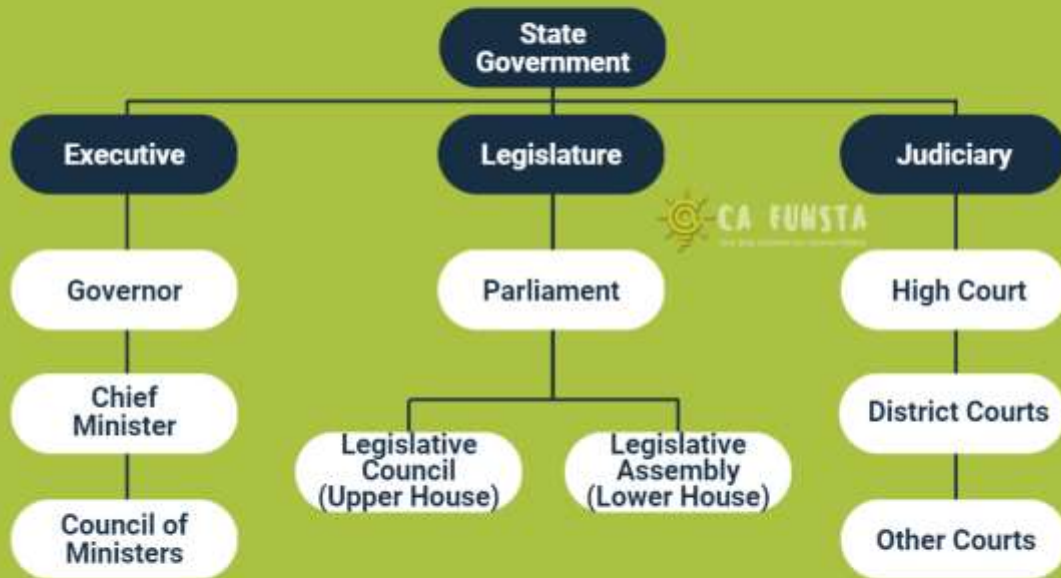 State
Government
Executive
Legislature
Judiciary
CA FUNSTA
Governor
Parliament
High Court
Chief
Minister
Legislative
Council
(Upper House)
Legislative
Assembly
(Lower House)
District Courts
Council of
Ministers
Other Courts